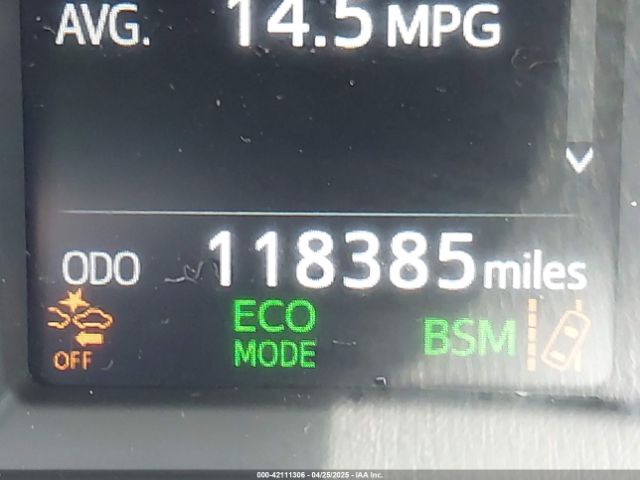 AVG. 14.5 MPG
ODO 118385 miles
ECO
MODE
BSM
OFF
000-42111306 - 04/25/2025 - IAA Inc.